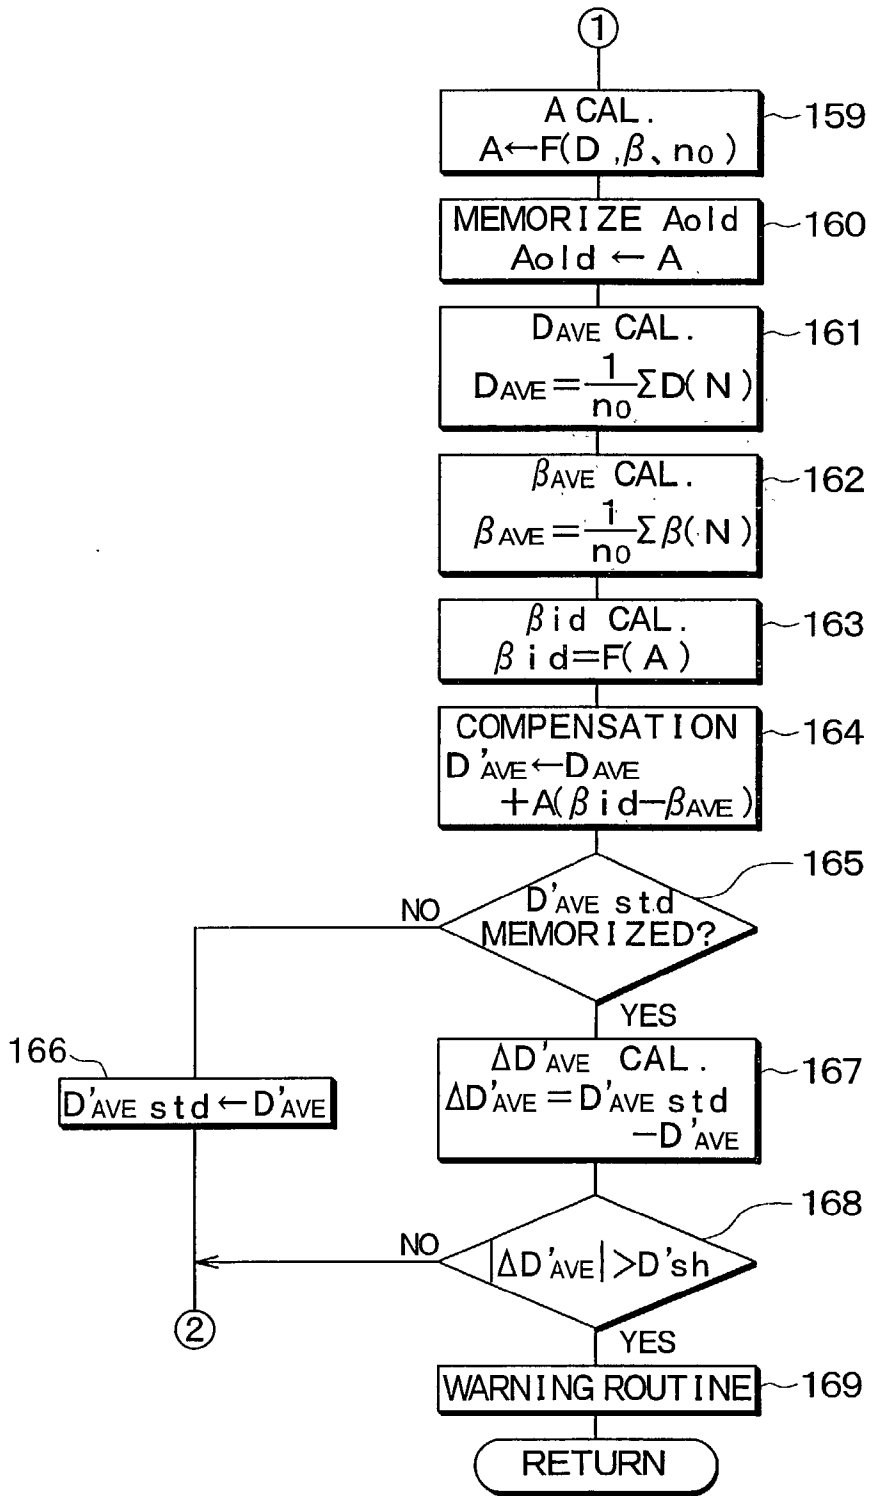 ①
A CAL.
A←F(D ,β、n0)
159
MEMORIZE Aold
Aold ← A
160
DAVE CAL.
DAVE=1/n0 ΣD(N)
161
βAVE CAL.
βAVE=1/n0 Σβ(N)
162
βid CAL.
βid=F(A)
163
COMPENSATION
D'AVE←DAVE
+A(βid−βAVE)
164
D'AVE std
MEMORIZED?
165
NO
YES
166
D'AVE std←D'AVE
ΔD'AVE CAL.
ΔD'AVE=D'AVE std
−D'AVE
167
|ΔD'AVE|>D'sh
168
NO
②
YES
WARNING ROUTINE
169
RETURN